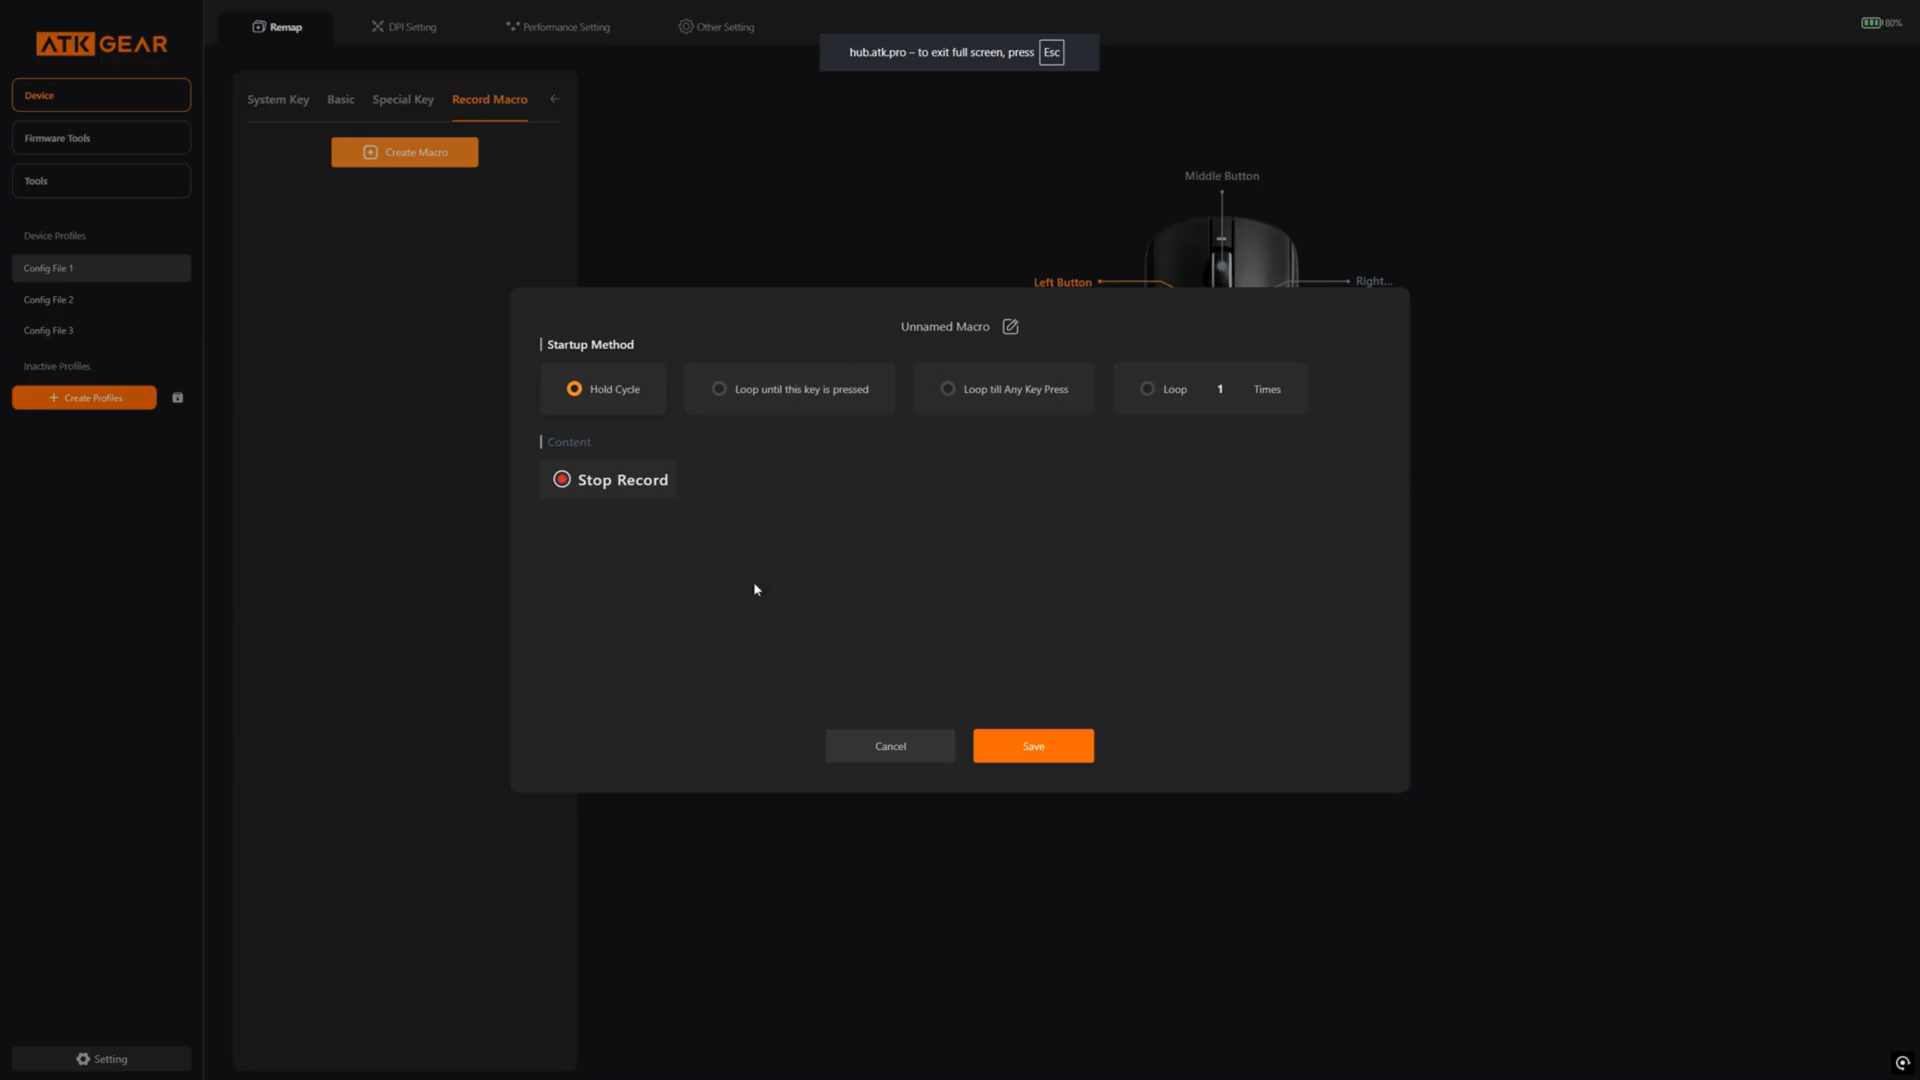 ATK GEAR
Device
Firmware Tools
Tools
Device Profiles
Config File 1
Config File 2
Config File 3
Inactive Profiles
Create Profiles
Setting
Remap
DPI Setting
Performance Setting
Other Setting
80%
hub.atk.pro – to exit full screen, press Esc
System Key
Basic
Special Key
Record Macro
Create Macro
Middle Button
Left Button
Right...
Unnamed Macro
Startup Method
Hold Cycle
Loop until this key is pressed
Loop till Any Key Press
Loop 1 Times
Content
Stop Record
Cancel
Save